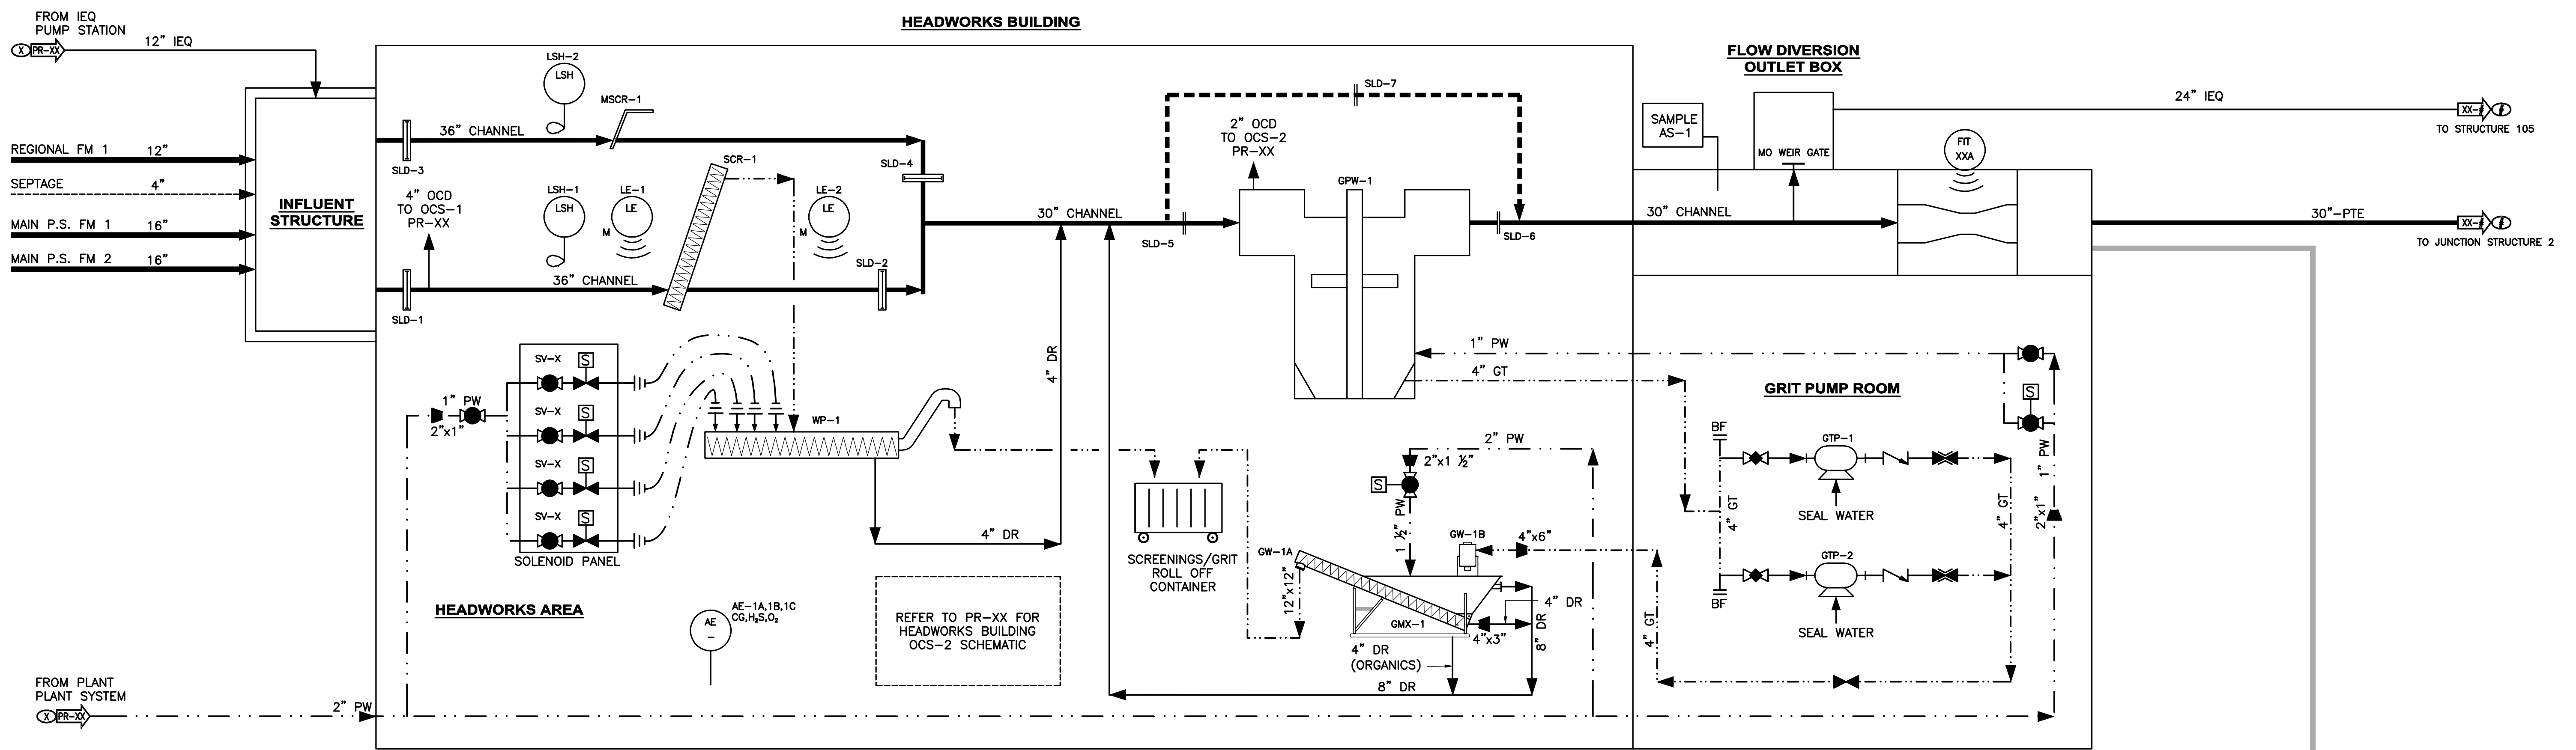 HEADWORKS BUILDING
FROM IEQ
PUMP STATION
X
PR-XX
12" IEQ
REGIONAL FM 1
12"
SEPTAGE
4"
MAIN P.S. FM 1
16"
MAIN P.S. FM 2
16"
INFLUENT
STRUCTURE
LSH-2
LSH
MSCR-1
36" CHANNEL
SLD-3
SCR-1
SLD-4
4" OCD
TO OCS-1
PR-XX
LSH-1
LSH
LE-1
LE
M
LE-2
LE
M
SLD-2
36" CHANNEL
SLD-1
30" CHANNEL
SLD-5
SLD-7
2" OCD
TO OCS-2
PR-XX
GPW-1
SLD-6
FLOW DIVERSION
OUTLET BOX
SAMPLE
AS-1
MO WEIR GATE
FIT
XXA
24" IEQ
XX-#
#
TO STRUCTURE 105
30" CHANNEL
30"-PTE
XX-#
#
TO JUNCTION STRUCTURE 2
SV-X
S
SV-X
S
SV-X
S
SV-X
S
SOLENOID PANEL
1" PW
2"x1"
WP-1
4" DR
4" DR
SCREENINGS/GRIT
ROLL OFF
CONTAINER
1" PW
4" GT
GRIT PUMP ROOM
S
1" PW
2"x1"
BF
4" GT
BF
GTP-1
SEAL WATER
GTP-2
SEAL WATER
4" GT
4" GT
2" PW
2"x1 ½"
S
1 ½" PW
GW-1B
4"x6"
GW-1A
12"x12"
GMX-1
4" DR
4"x3"
8" DR
4" DR
(ORGANICS)
8" DR
HEADWORKS AREA
AE
–
AE-1A,1B,1C
CG,H₂S,O₂
REFER TO PR-XX FOR
HEADWORKS BUILDING
OCS-2 SCHEMATIC
FROM PLANT
PLANT SYSTEM
X
PR-XX
2" PW